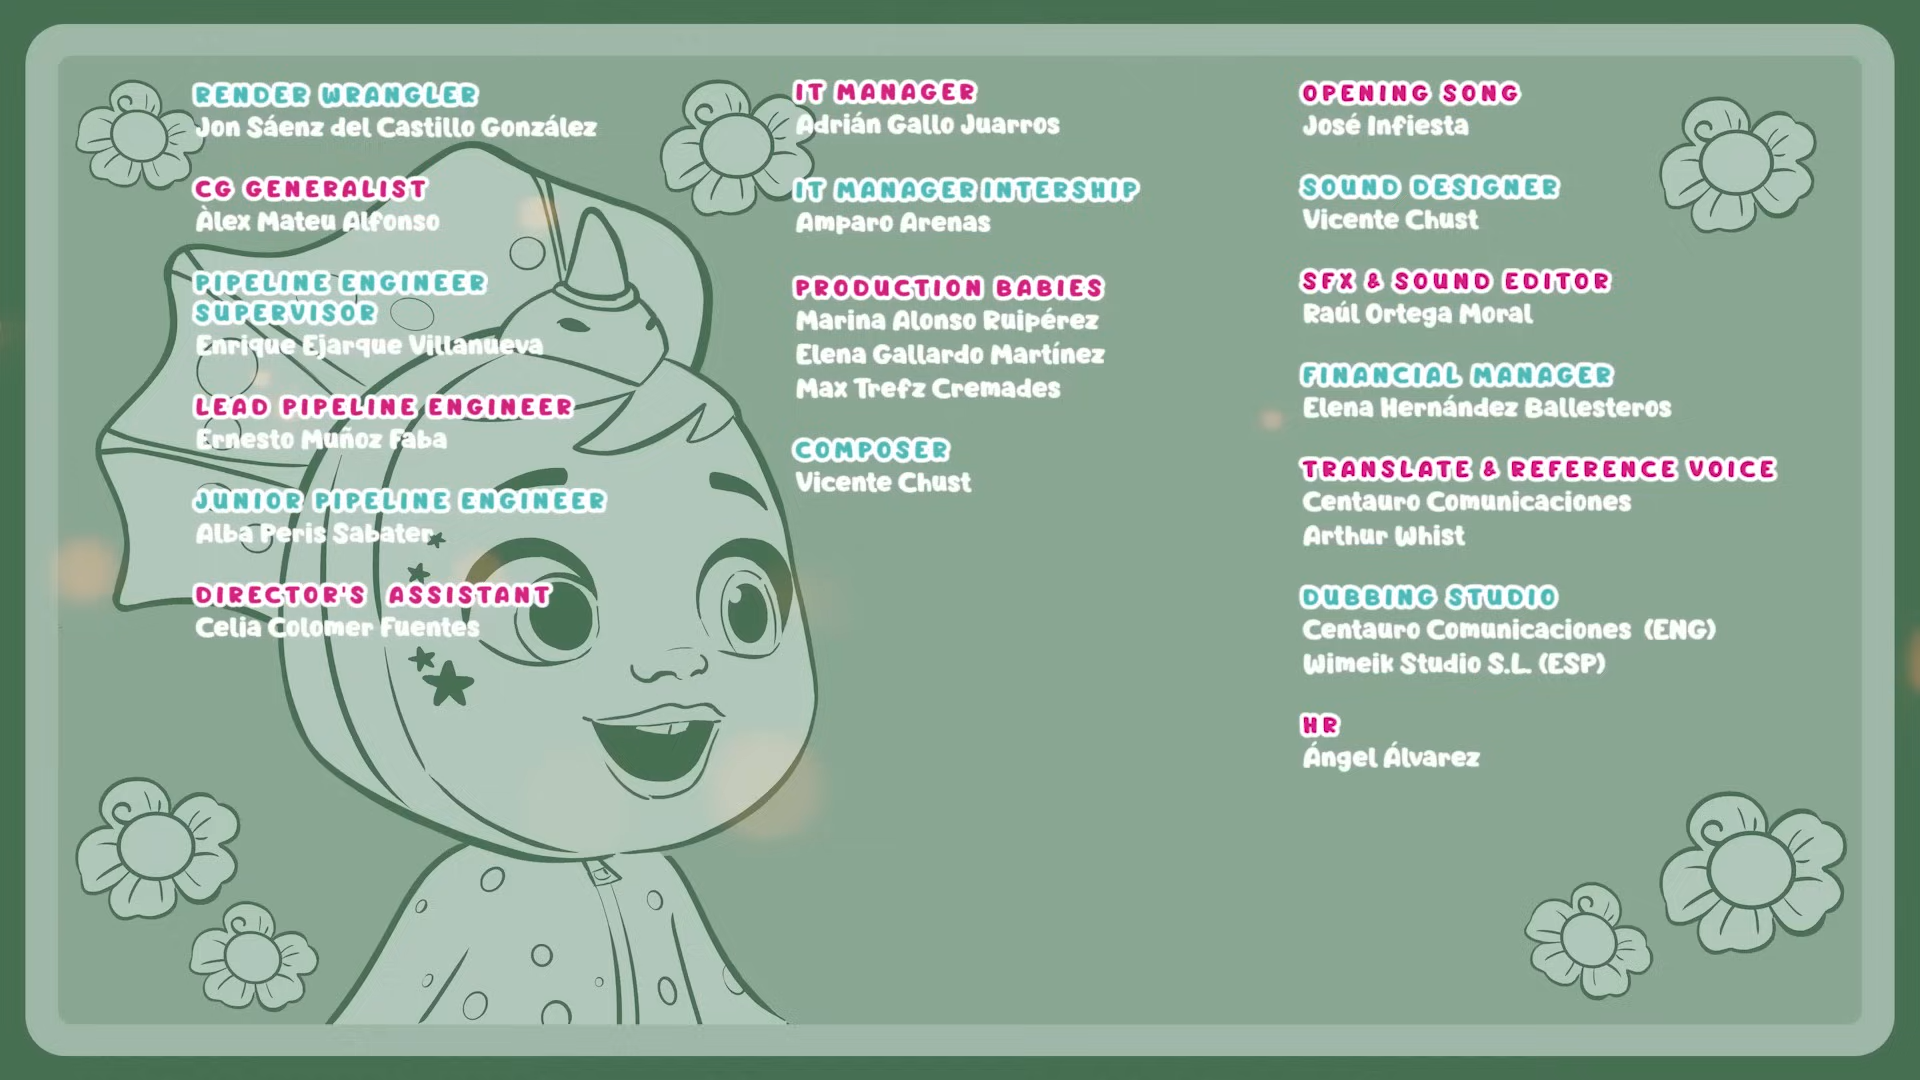 RENDER WRANGLER
Jon Sáenz del Castillo González
CG GENERALIST
Àlex Mateu Alfonso
PIPELINE ENGINEER
SUPERVISOR
Enrique Ejarque Villanueva
LEAD PIPELINE ENGINEER
Ernesto Muñoz Faba
JUNIOR PIPELINE ENGINEER
Alba Peris Sabater
DIRECTOR'S ASSISTANT
Celia Colomer Fuentes
IT MANAGER
Adrián Gallo Juarros
IT MANAGER INTERSHIP
Amparo Arenas
PRODUCTION BABIES
Marina Alonso Ruipérez
Elena Gallardo Martínez
Max Trefz Cremades
COMPOSER
Vicente Chust
OPENING SONG
José Infiesta
SOUND DESIGNER
Vicente Chust
SFX & SOUND EDITOR
Raúl Ortega Moral
FINANCIAL MANAGER
Elena Hernández Ballesteros
TRANSLATE & REFERENCE VOICE
Centauro Comunicaciones
Arthur Whist
DUBBING STUDIO
Centauro Comunicaciones (ENG)
Wimeik Studio S.L. (ESP)
HR
Ángel Álvarez